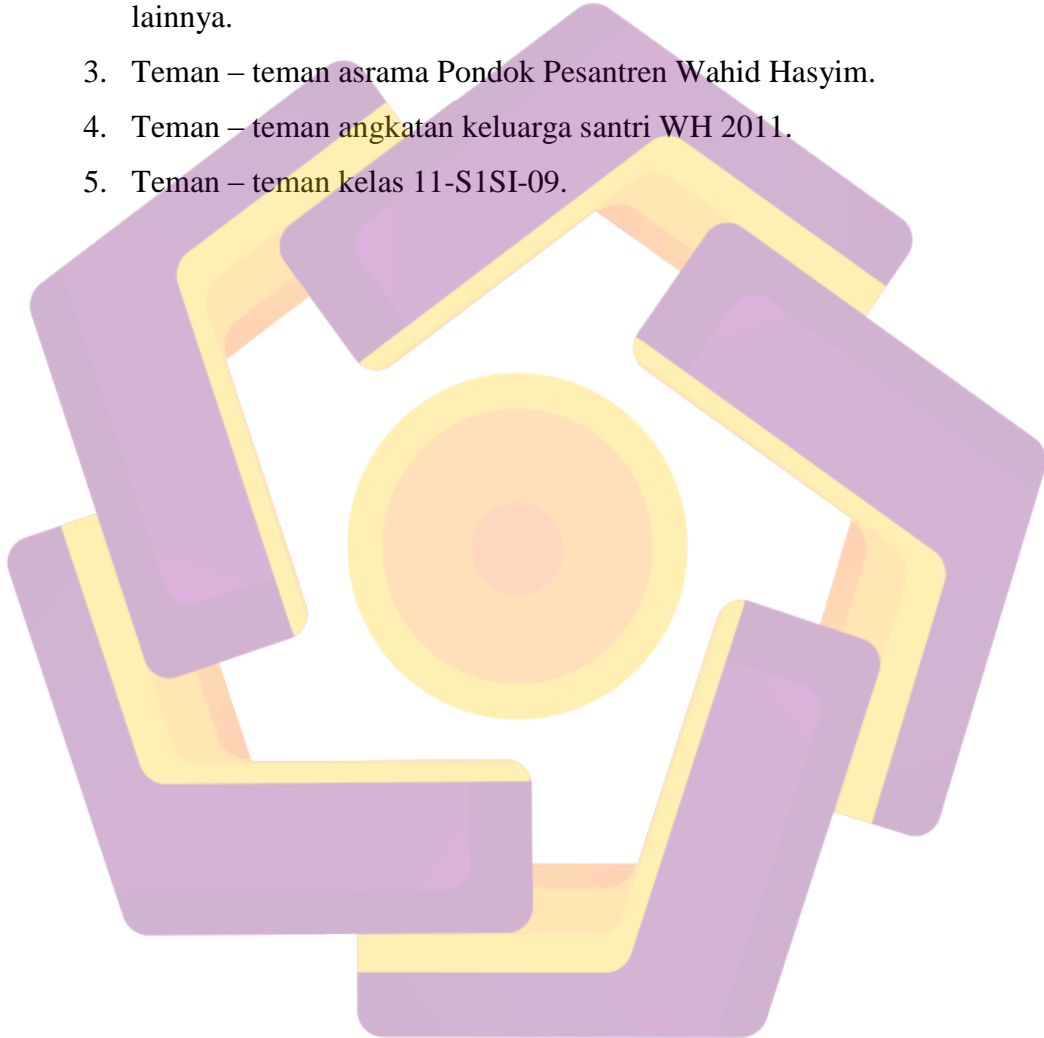 lainnya.
3. Teman – teman asrama Pondok Pesantren Wahid Hasyim.
4. Teman – teman angkatan keluarga santri WH 2011.
5. Teman – teman kelas 11-S1SI-09.